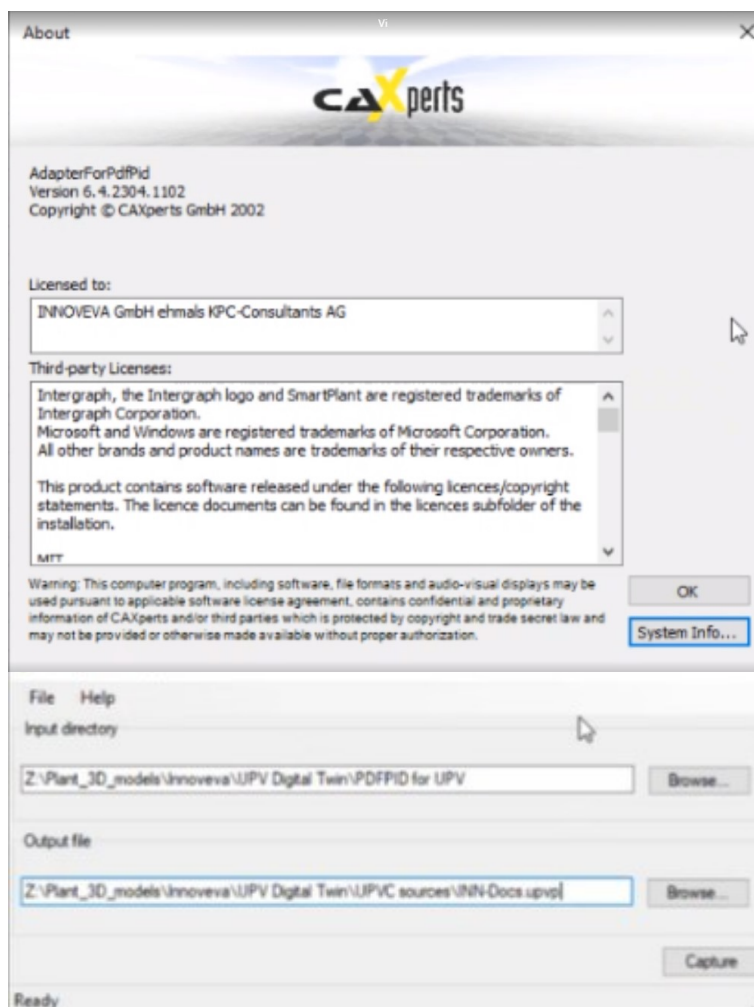 Vi
About
caXperts
AdapterForPdfPid
Version 6.4.2304.1102
Copyright © CAXperts GmbH 2002
Licensed to:
INNOVEVA GmbH ehmals KPC-Consultants AG
Third-party Licenses:
Intergraph, the Intergraph logo and SmartPlant are registered trademarks of
Intergraph Corporation.
Microsoft and Windows are registered trademarks of Microsoft Corporation.
All other brands and product names are trademarks of their respective owners.
This product contains software released under the following licences/copyright
statements. The licence documents can be found in the licences subfolder of the
installation.
MIT
Warning: This computer program, including software, file formats and audio-visual displays may be
used pursuant to applicable software license agreement, contains confidential and proprietary
information of CAXperts and/or third parties which is protected by copyright and trade secret law and
may not be provided or otherwise made available without proper authorization.
OK
System Info...
File Help
Input directory
Z:\Plant_3D_models\Innoveva\UPV Digital Twin\PDFPID for UPV
Browse...
Output file
Z:\Plant_3D_models\Innoveva\UPV Digital Twin\UPVC sources\INN-Docs.upvp
Browse...
Capture
Ready